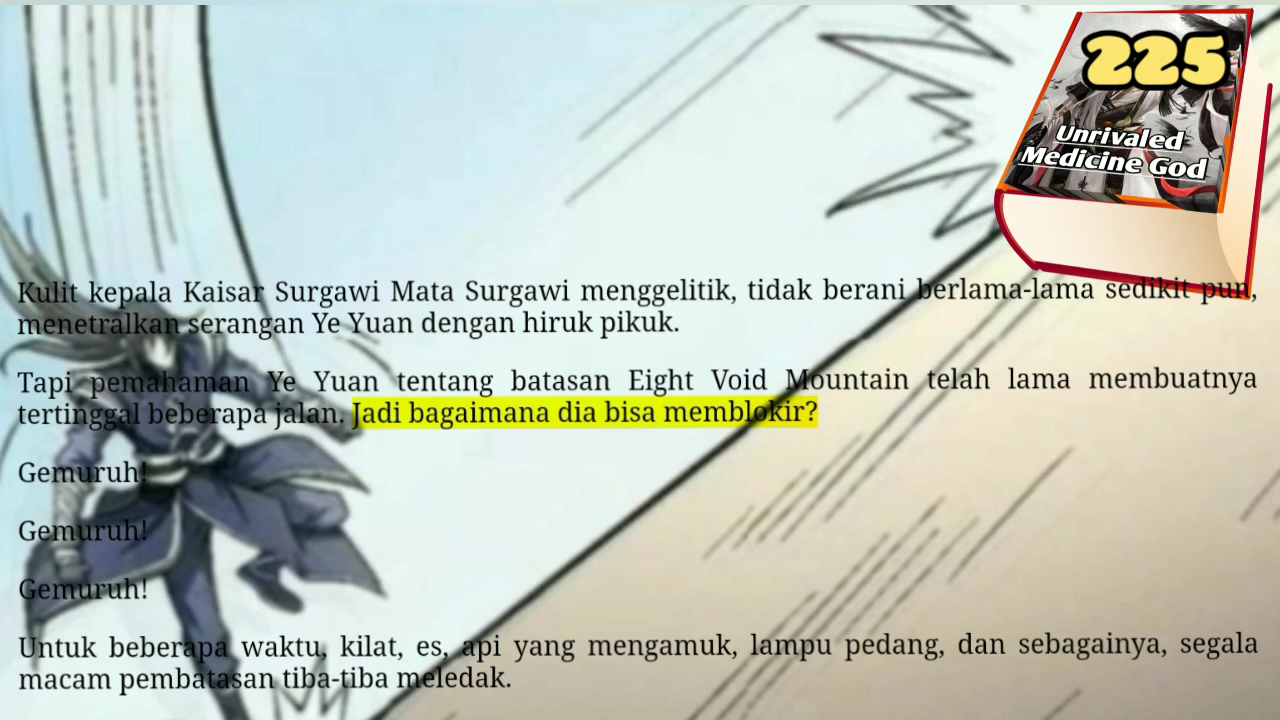 225
Unrivaled
Medicine God
Kulit kepala Kaisar Surgawi Mata Surgawi menggelitik, tidak berani berlama-lama sedikit pun,
menetralkan serangan Ye Yuan dengan hiruk pikuk.
Tapi pemahaman Ye Yuan tentang batasan Eight Void Mountain telah lama membuatnya
tertinggal beberapa jalan. Jadi bagaimana dia bisa memblokir?
Gemuruh!
Gemuruh!
Gemuruh!
Untuk beberapa waktu, kilat, es, api yang mengamuk, lampu pedang, dan sebagainya, segala
macam pembatasan tiba-tiba meledak.